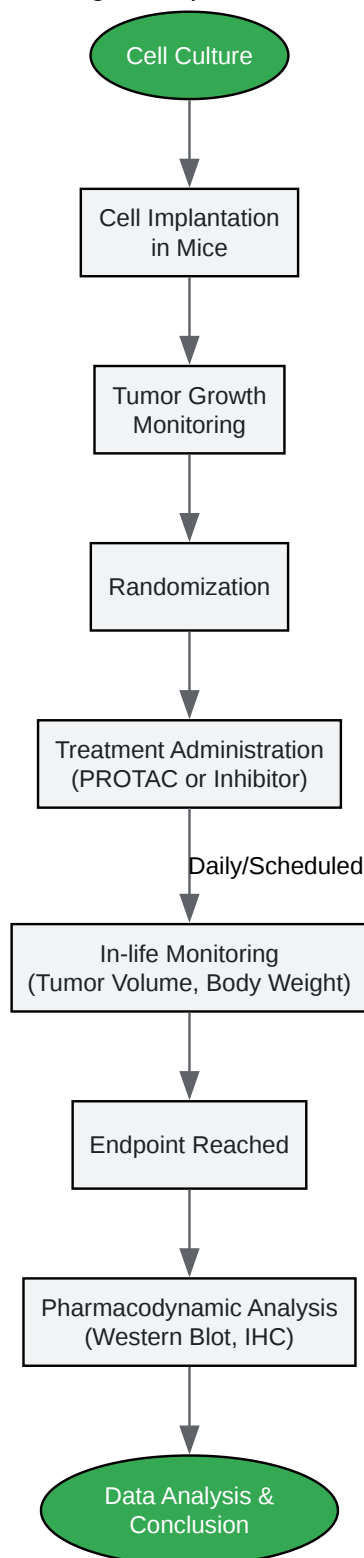 Cell Culture
Cell Implantation
in Mice
Tumor Growth
Monitoring
Randomization
Treatment Administration
(PROTAC or Inhibitor)
Daily/Scheduled
In-life Monitoring
(Tumor Volume, Body Weight)
Endpoint Reached
Pharmacodynamic Analysis
(Western Blot, IHC)
Data Analysis &
Conclusion